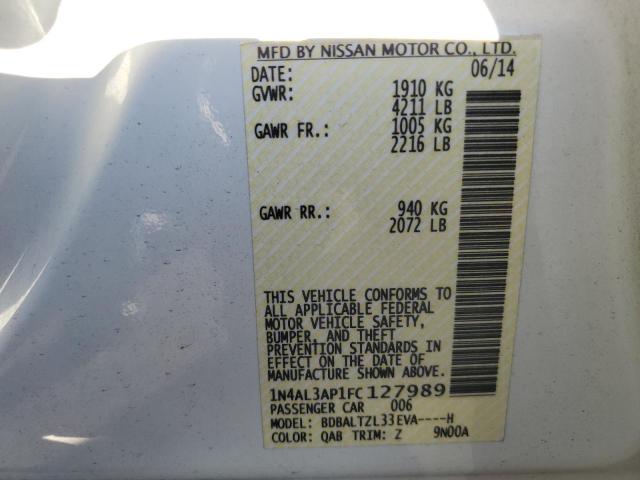 MFD BY NISSAN MOTOR CO., LTD.
DATE: 06/14
GVWR: 1910 KG
4211 LB
GAWR FR.: 1005 KG
2216 LB
GAWR RR.: 940 KG
2072 LB
THIS VEHICLE CONFORMS TO
ALL APPLICABLE FEDERAL
MOTOR VEHICLE SAFETY,
BUMPER, AND THEFT
PREVENTION STANDARDS IN
EFFECT ON THE DATE OF
MANUFACTURE SHOWN ABOVE.
1N4AL3AP1FC127989
PASSENGER CAR 006
MODEL: BDBALTZL33EVA----H
COLOR: QAB TRIM: Z 9N00A